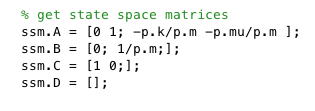 % get state space matrices
ssm.A = [0 1; -p.k/p.m -p.mu/p.m ];
ssm.B = [0; 1/p.m;];
ssm.C = [1 0;];
ssm.D = [];